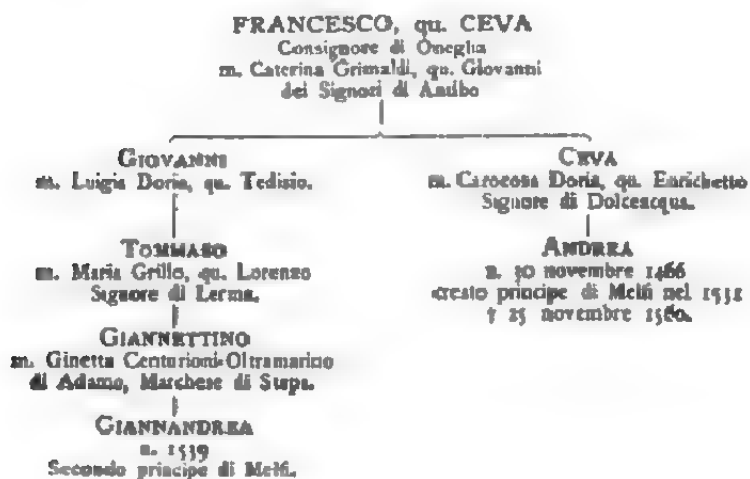 FRANCESCO, qu. CEVA
Consignore di Oneglia
m. Caterina Grimaldi, qu. Giovanni
dei Signori di Antibo
GIOVANNI
m. Luigia Doria, qu. Tedisio.
TOMMASO
m. Maria Grillo, qu. Lorenzo
Signore di Lerma.
GIANNETTINO
m. Ginetta Centurioni-Oltramarino
di Adamo, Marchese di Stepa.
GIANNANDREA
n. 1539
Secondo principe di Melfi.
CEVA
m. Carocosa Doria, qu. Enrichetto
Signore di Dolceacqua.
ANDREA
n. 30 novembre 1466
creato principe di Melfi nel 1531
† 25 novembre 1560.